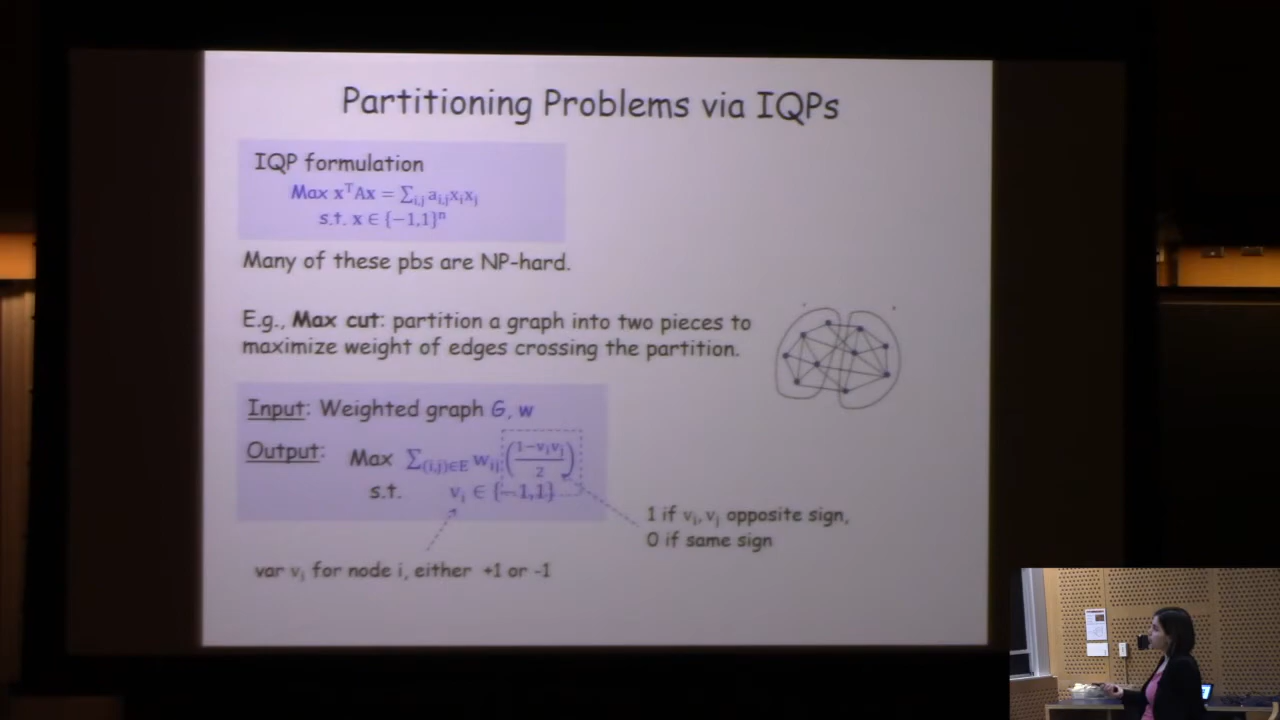 Partitioning Problems via IQPs
IQP formulation
Max xᵀAx = ∑i,j ai,jxixj
s.t. x ∈ {−1,1}ⁿ
Many of these pbs are NP-hard.
E.g., Max cut: partition a graph into two pieces to
maximize weight of edges crossing the partition.
Input: Weighted graph G, w
Output: Max ∑(i,j)∈E wij (1−vivj / 2)
s.t. vi ∈ {−1,1}
1 if vi, vj opposite sign,
0 if same sign
var vi for node i, either +1 or -1